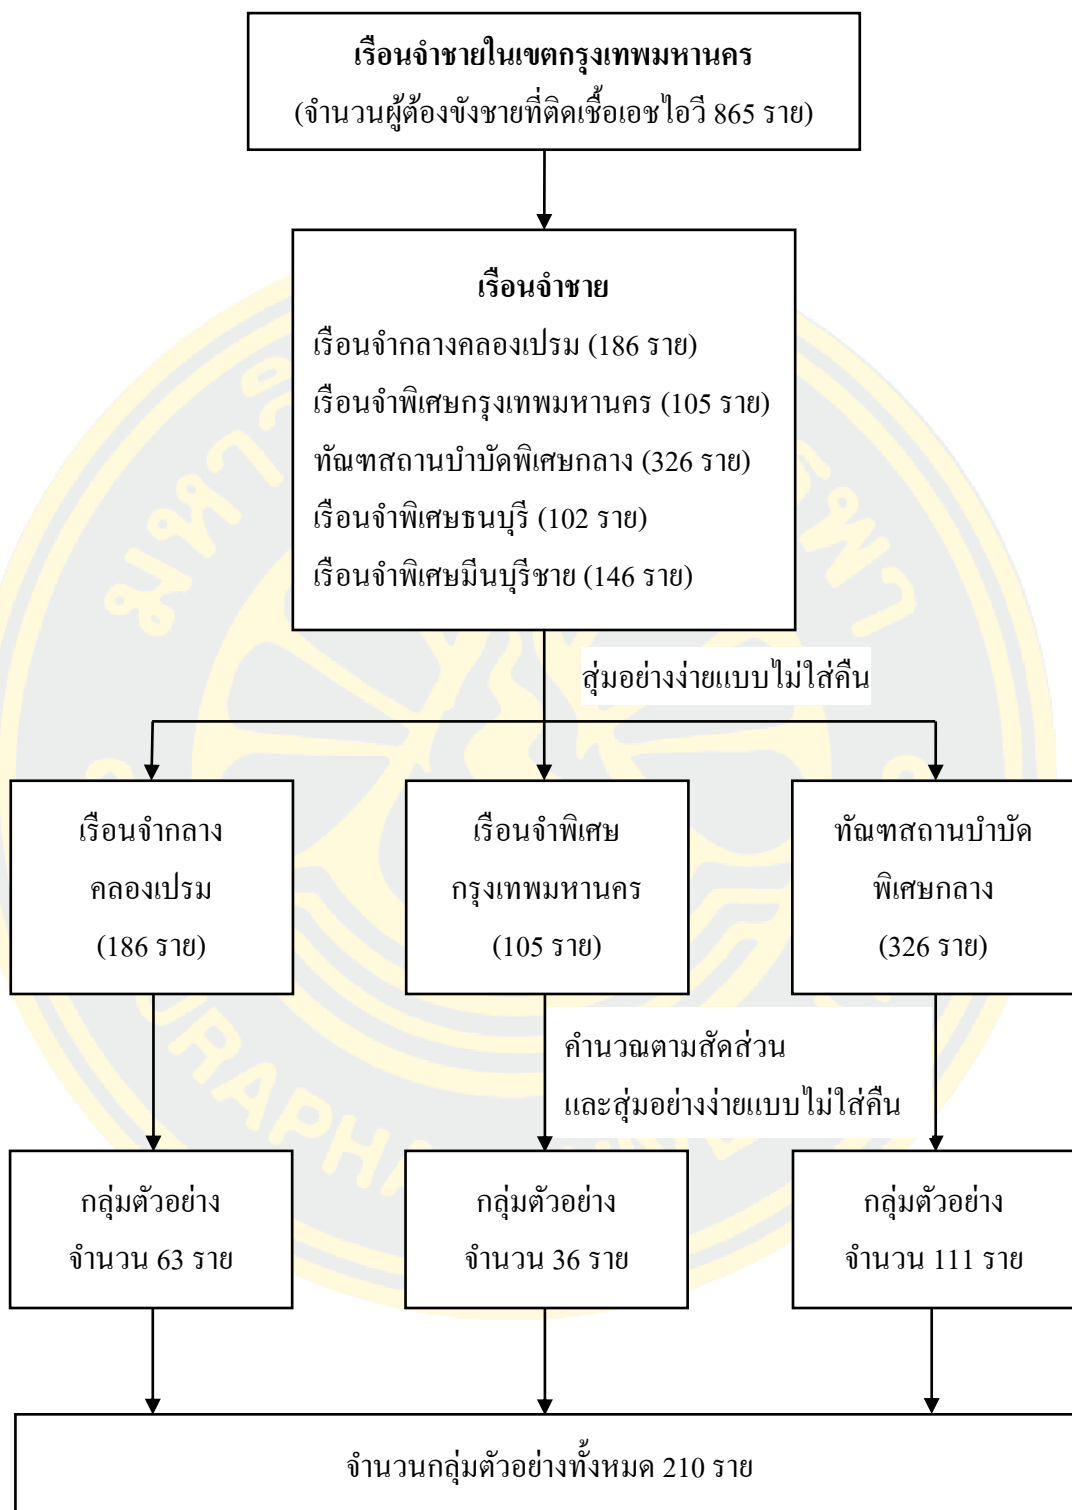 เรือนจำชายในเขตกรุงเทพมหานคร
(จำนวนผู้ต้องขังชายที่ติดเชื้อเอชไอวี 865 ราย)
เรือนจำชาย
เรือนจำกลางคลองเปรม (186 ราย)
เรือนจำพิเศษกรุงเทพมหานคร (105 ราย)
ทัณฑสถานบำบัดพิเศษกลาง (326 ราย)
เรือนจำพิเศษธนบุรี (102 ราย)
เรือนจำพิเศษมีนบุรีชาย (146 ราย)
สุ่มอย่างง่ายแบบไม่ใส่คืน
เรือนจำกลาง
คลองเปรม
(186 ราย)
เรือนจำพิเศษ
กรุงเทพมหานคร
(105 ราย)
ทัณฑสถานบำบัด
พิเศษกลาง
(326 ราย)
คำนวณตามสัดส่วน
และสุ่มอย่างง่ายแบบไม่ใส่คืน
กลุ่มตัวอย่าง
จำนวน 63 ราย
กลุ่มตัวอย่าง
จำนวน 36 ราย
กลุ่มตัวอย่าง
จำนวน 111 ราย
จำนวนกลุ่มตัวอย่างทั้งหมด 210 ราย